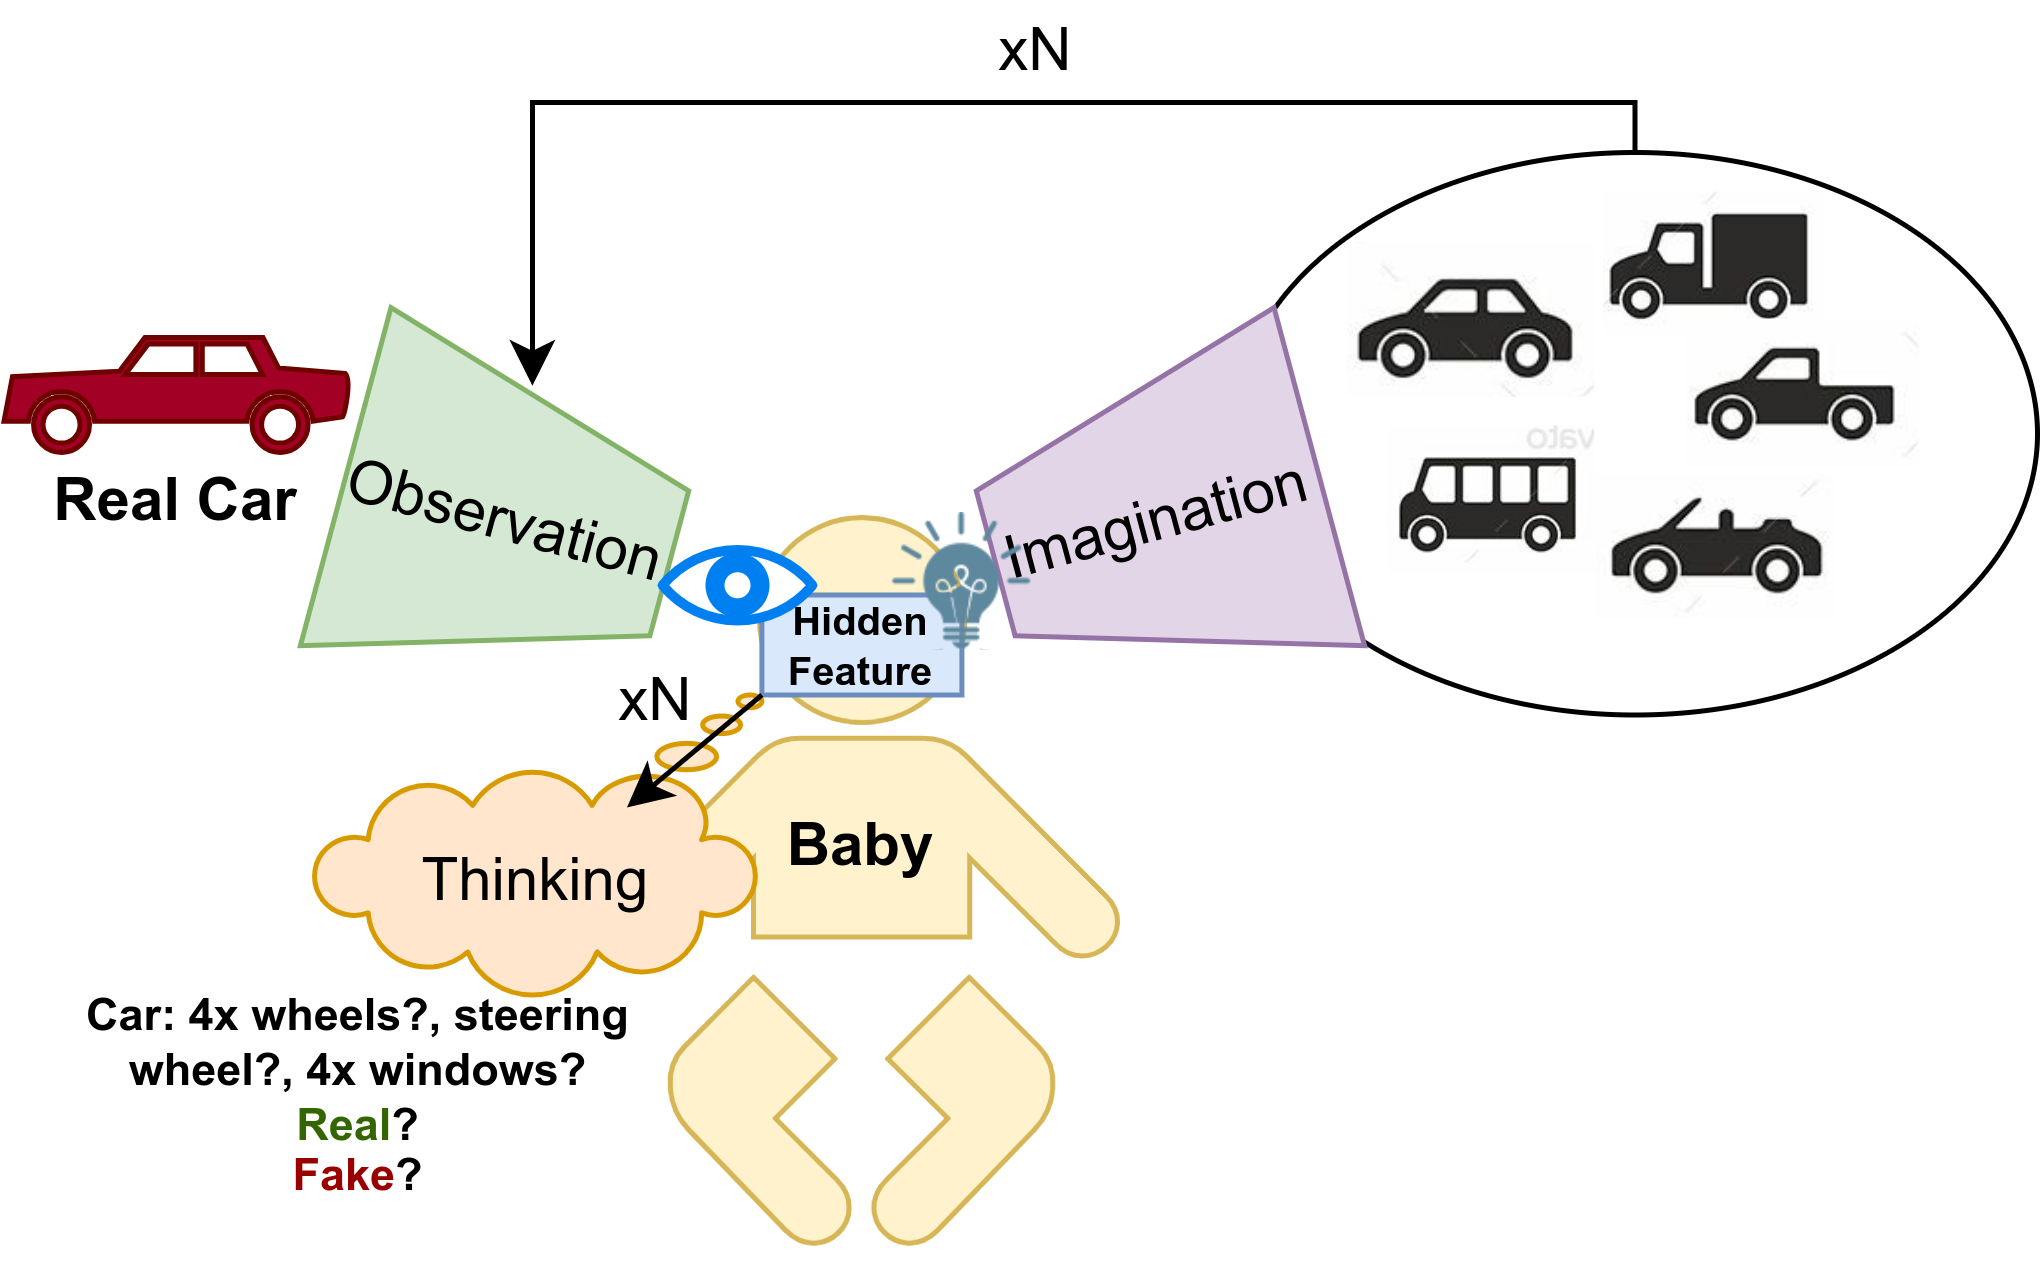 xN
Real Car
Observation
Imagination
Hidden
Feature
xN
Baby
Thinking
Car: 4x wheels?, steering
wheel?, 4x windows?
Real?
Fake?